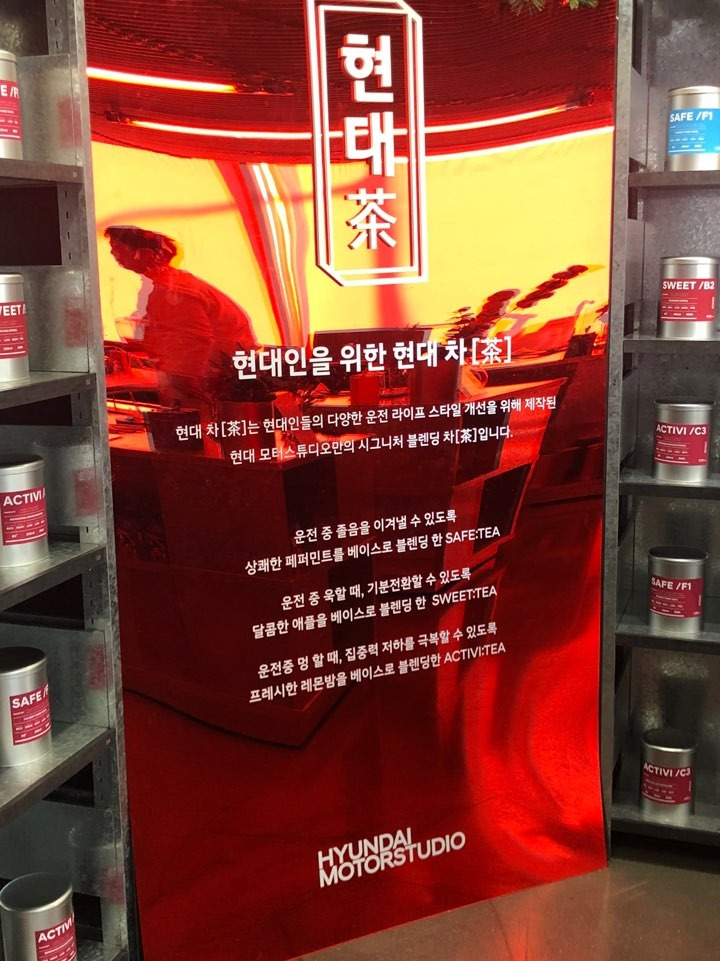 현대茶
현대인을 위한 현대 차[茶]
현대 차[茶]는 현대인들의 다양한 운전 라이프 스타일 개선을 위해 제작된
현대 모터스튜디오만의 시그니처 블렌딩 차[茶]입니다.
운전 중 졸음을 이겨낼 수 있도록
상쾌한 페퍼민트를 베이스로 블렌딩 한 SAFE:TEA
운전 중 욱할 때, 기분전환할 수 있도록
달콤한 애플을 베이스로 블렌딩 한 SWEET:TEA
운전중 멍 할 때, 집중력 저하를 극복할 수 있도록
프레시한 레몬밤을 베이스로 블렌딩한 ACTIVI:TEA
HYUNDAI
MOTORSTUDIO
ACTIVI
SAFE /F
ACTIVI
SAFE /F1
SWEET /B2
ACTIVI /C3
SAFE /F1
ACTIVI /C3